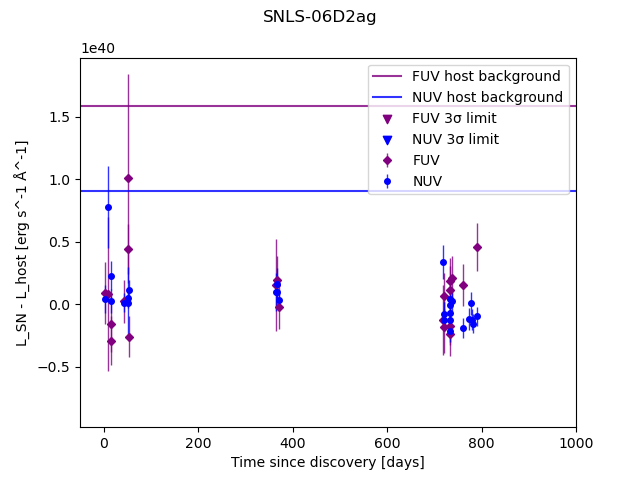 SNLS-06D2ag
1e40
FUV host background
NUV host background
FUV 3σ limit
NUV 3σ limit
FUV
NUV
1.5
1.0
0.5
0.0
−0.5
L_SN - L_host [erg s^-1 Å^-1]
0 200 400 600 800 1000
Time since discovery [days]